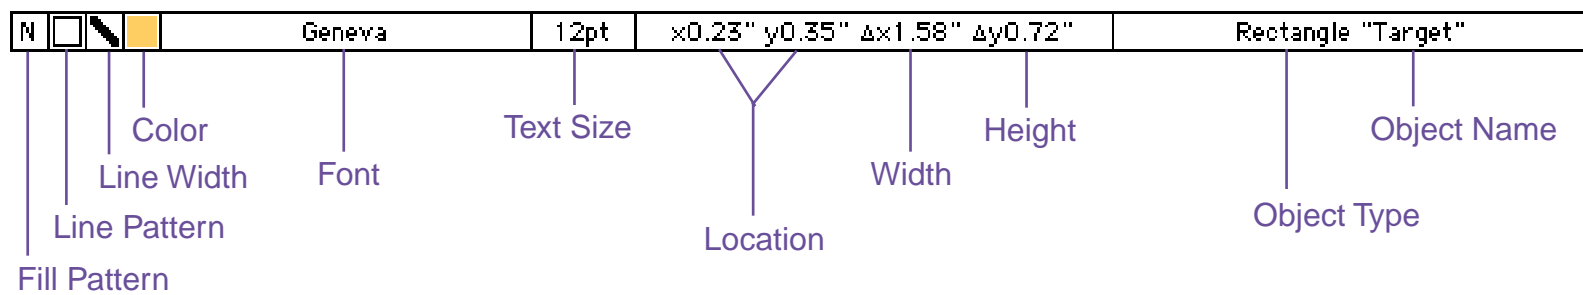 N Geneva 12pt x0.23" y0.35" Δx1.58" Δy0.72" Rectangle "Target"
Color Text Size Height Object Name
Line Width Font Width
Line Pattern Location Object Type
Fill Pattern